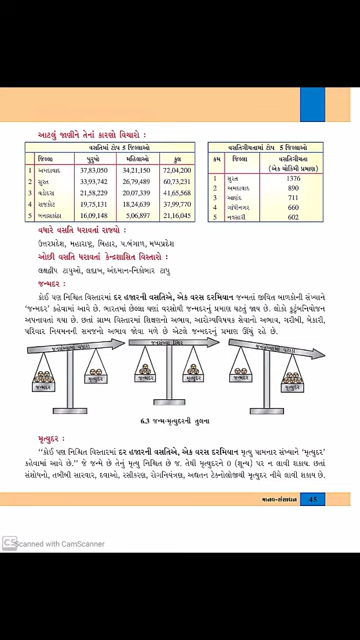 આટલું જાણીને તેનાં કારણો વિચારો :
વસતિમાં ટોપ 5 જિલ્લાઓ
જિલ્લા પુરુષો મહિલાઓ કુલ
1 અમદાવાદ 37,83,050 34,21,150 72,04,200
2 સુરત 33,93,742 26,79,489 60,73,231
3 વડોદરા 21,58,229 20,07,339 41,65,568
4 રાજકોટ 19,75,131 18,24,639 37,99,770
5 બનાસકાંઠા 16,09,148 5,06,897 21,16,045
વસતિગીચતામાં ટોપ 5 જિલ્લાઓ
ક્રમ જિલ્લા વસતિગીચતા
(એક ચોકિમી પ્રમાણ)
1 સુરત 1376
2 અમદાવાદ 890
3 આણંદ 711
4 ગાંધીનગર 660
5 નવસારી 602
વધારે વસતિ ધરાવતાં રાજ્યો :
ઉત્તરપ્રદેશ, મહારાષ્ટ્ર, બિહાર, પ.બંગાળ, મધ્યપ્રદેશ
ઓછી વસતિ ધરાવતા કેન્દ્રશાસિત વિસ્તારો :
લક્ષદ્વીપ ટાપુઓ, લદાખ, અંદમાન-નિકોબાર ટાપુ
જન્મદર :
કોઈ પણ નિશ્ચિત વિસ્તારમાં દર હજારની વસતિએ, એક વરસ દરમિયાન જન્મતાં જીવિત બાળકોની સંખ્યાને
‘જન્મદર’ કહેવામાં આવે છે. ભારતમાં છેલ્લા ઘણાં વરસોથી જન્મદરનું પ્રમાણ ઘટતું જાય છે. લોકો કુટુંબનિયોજન
અપનાવતાં થયા છે. છતાં ગ્રામ્ય વિસ્તારમાં શિક્ષણનો અભાવ, આરોગ્યવિષયક સેવાનો અભાવ, ગરીબી, બેકારી,
પરિવાર નિયમનની સમજનો અભાવ જોવા મળે છે એટલે જન્મદરનું પ્રમાણ ઊંચું રહે છે.
જન્મદર મૃત્યુદર જન્મદર મૃત્યુદર જન્મદર મૃત્યુદર
6.3 જન્મ-મૃત્યુદરની તુલના
મૃત્યુદર :
“કોઈ પણ નિશ્ચિત વિસ્તારમાં દર હજારની વસતિએ, એક વરસ દરમિયાન મૃત્યુ પામનાર સંખ્યાને ‘મૃત્યુદર’
કહેવામાં આવે છે.” જે જન્મે છે તેનું મૃત્યુ નિશ્ચિત છે જ. તેથી મૃત્યુદરને 0 (શૂન્ય) પર ન લાવી શકાય. છતાં
સંશોધનો, તબીબી સારવાર, દવાઓ, રસીકરણ, રોગનિયંત્રણ, અદ્યતન ટેક્નોલોજીથી મૃત્યુદર નીચે લાવી શકાય છે.
માનવ-સંસાધન 45
CS Scanned with CamScanner